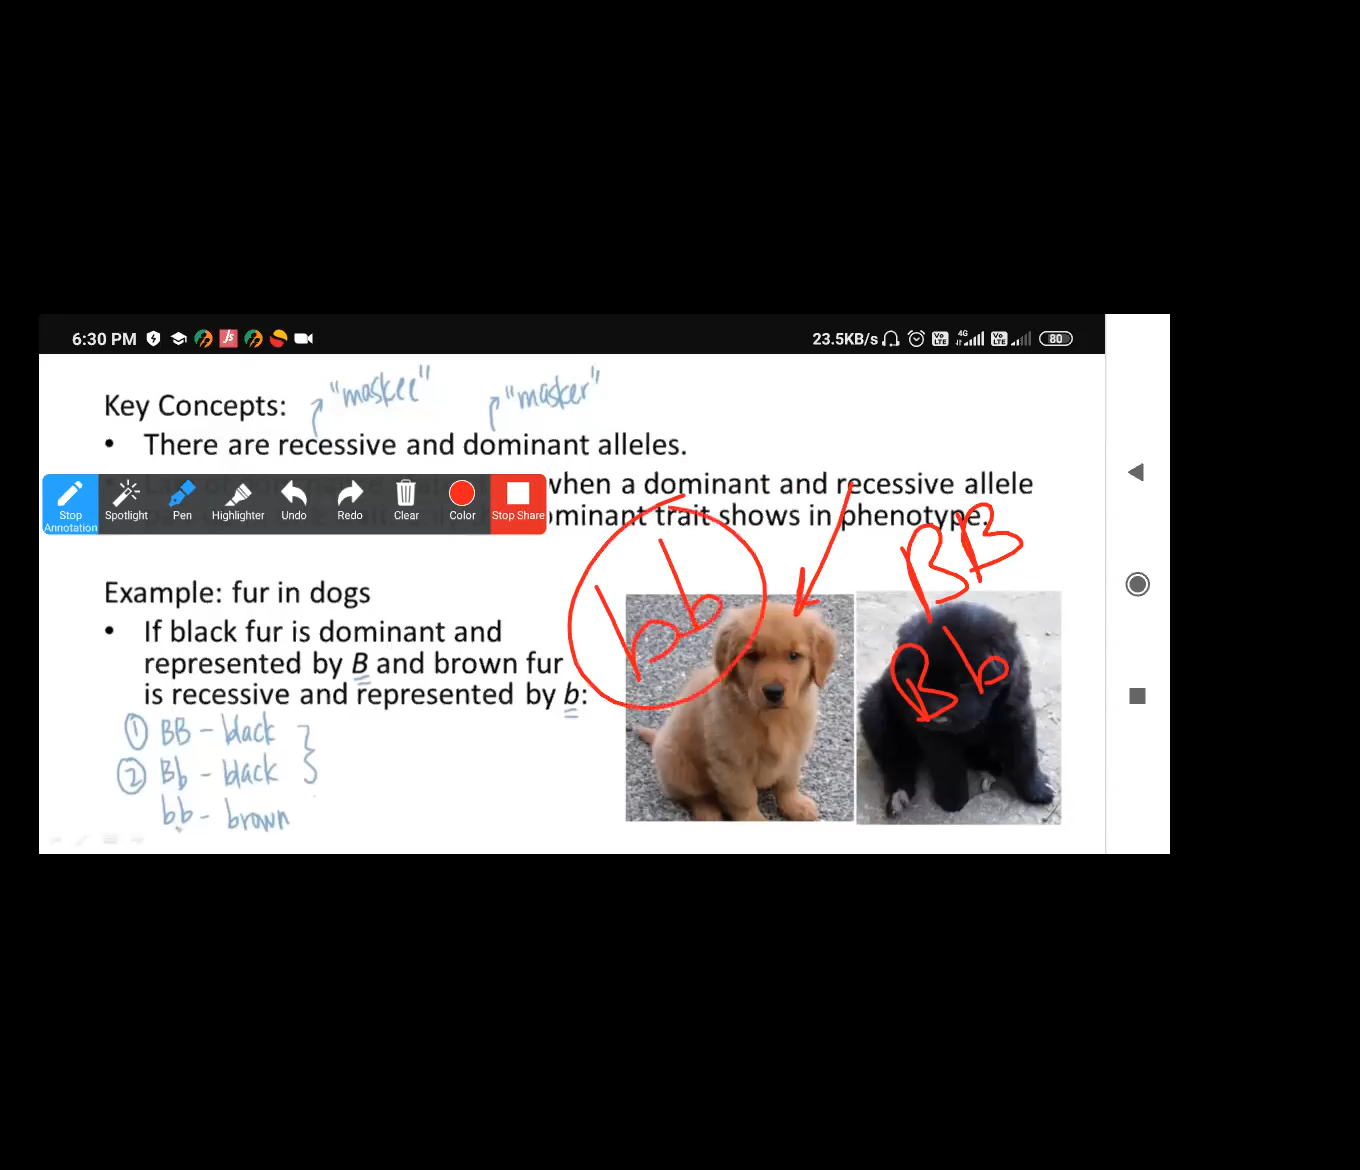 6:30 PM
23.5KB/s 4G 80
"maskee" "masker"
Key Concepts:
• There are recessive and dominant alleles.
when a dominant and recessive allele
dominant trait shows in phenotype.
Stop Annotation Spotlight Pen Highlighter Undo Redo Clear Color Stop Share
bb
BB
Bb
Example: fur in dogs
• If black fur is dominant and
represented by B and brown fur
is recessive and represented by b:
① BB - black
② Bb - black
bb - brown